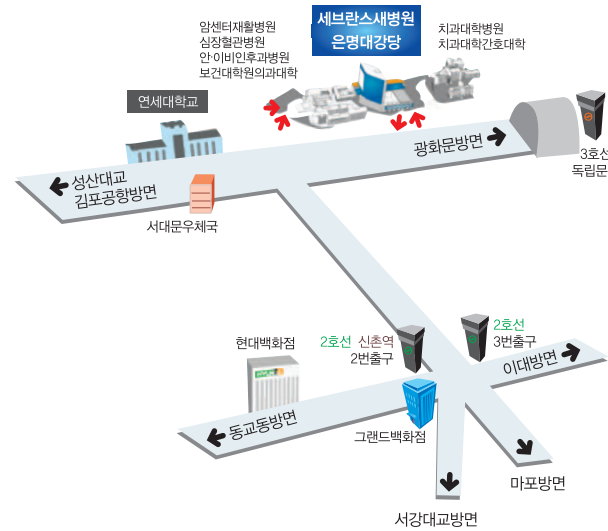 암센터재활병원
심장혈관병원
안·이비인후과병원
보건대학원의과대학
세브란스새병원
은명대강당
치과대학병원
치과대학간호대학
연세대학교
광화문방면
3호선
독립문
성산대교
김포공항방면
서대문우체국
2호선 신촌역
2번출구
2호선
3번출구
현대백화점
이대방면
동교동방면
그랜드백화점
마포방면
서강대교방면